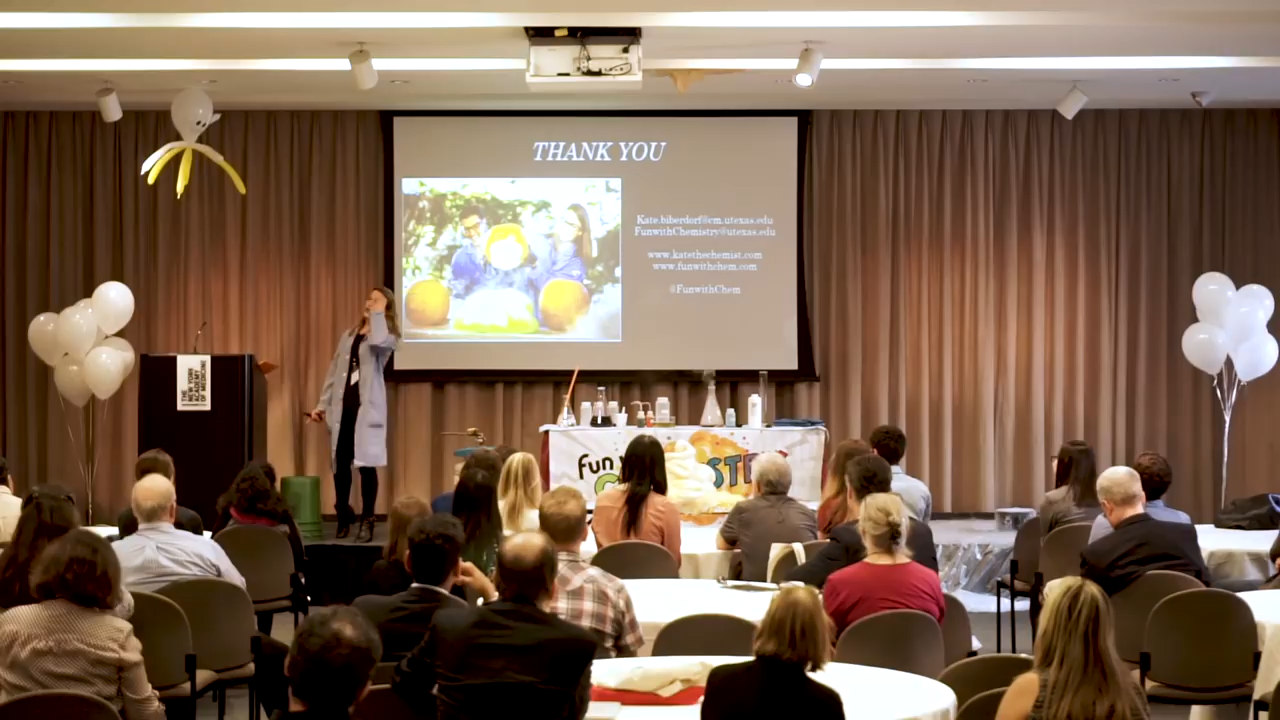 THANK YOU
Kate.biberdorf@cm.utexas.edu
FunwithChemistry@utexas.edu
www.katethechemist.com
www.funwithchem.com
@FunwithChem
THE
NEW YORK
ACADEMY
OF MEDICINE
Fun